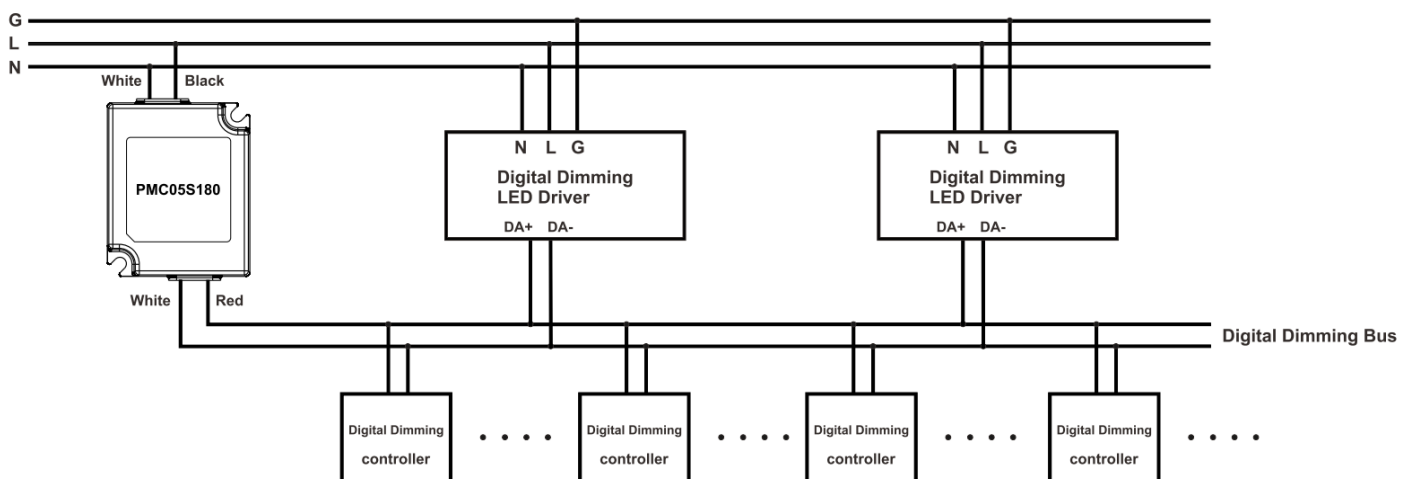 G
L
N
White Black
PMC05S180
White Red
N L G
Digital Dimming
LED Driver
DA+ DA-
N L G
Digital Dimming
LED Driver
DA+ DA-
Digital Dimming Bus
Digital Dimming
controller
Digital Dimming
controller
Digital Dimming
controller
Digital Dimming
controller